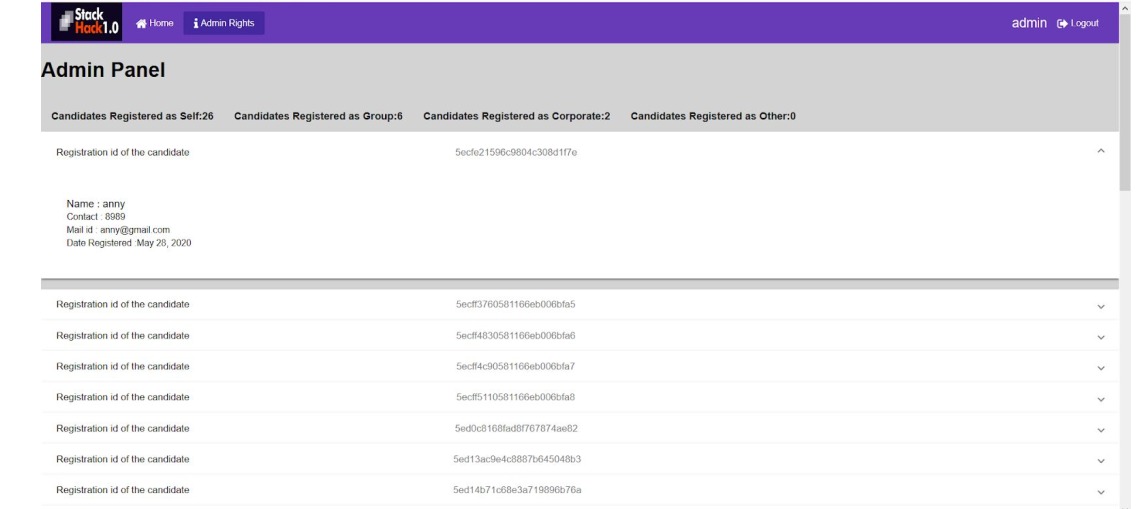 Stack
Hack1.0
Home
Admin Rights
admin
Logout
Admin Panel
Candidates Registered as Self:26 Candidates Registered as Group:6 Candidates Registered as Corporate:2 Candidates Registered as Other:0
Registration id of the candidate 5ecfe21596c9804c308d1f7e
Name : anny
Contact : 8989
Mail id : anny@gmail.com
Date Registered :May 28, 2020
Registration id of the candidate 5ecff3760581166eb006bfa5
Registration id of the candidate 5ecff4830581166eb006bfa6
Registration id of the candidate 5ecff4c90581166eb006bfa7
Registration id of the candidate 5ecff5110581166eb006bfa8
Registration id of the candidate 5ed0c8168fad8f767874ae82
Registration id of the candidate 5ed13ac9e4c8887b645048b3
Registration id of the candidate 5ed14b71c68e3a719896b76a